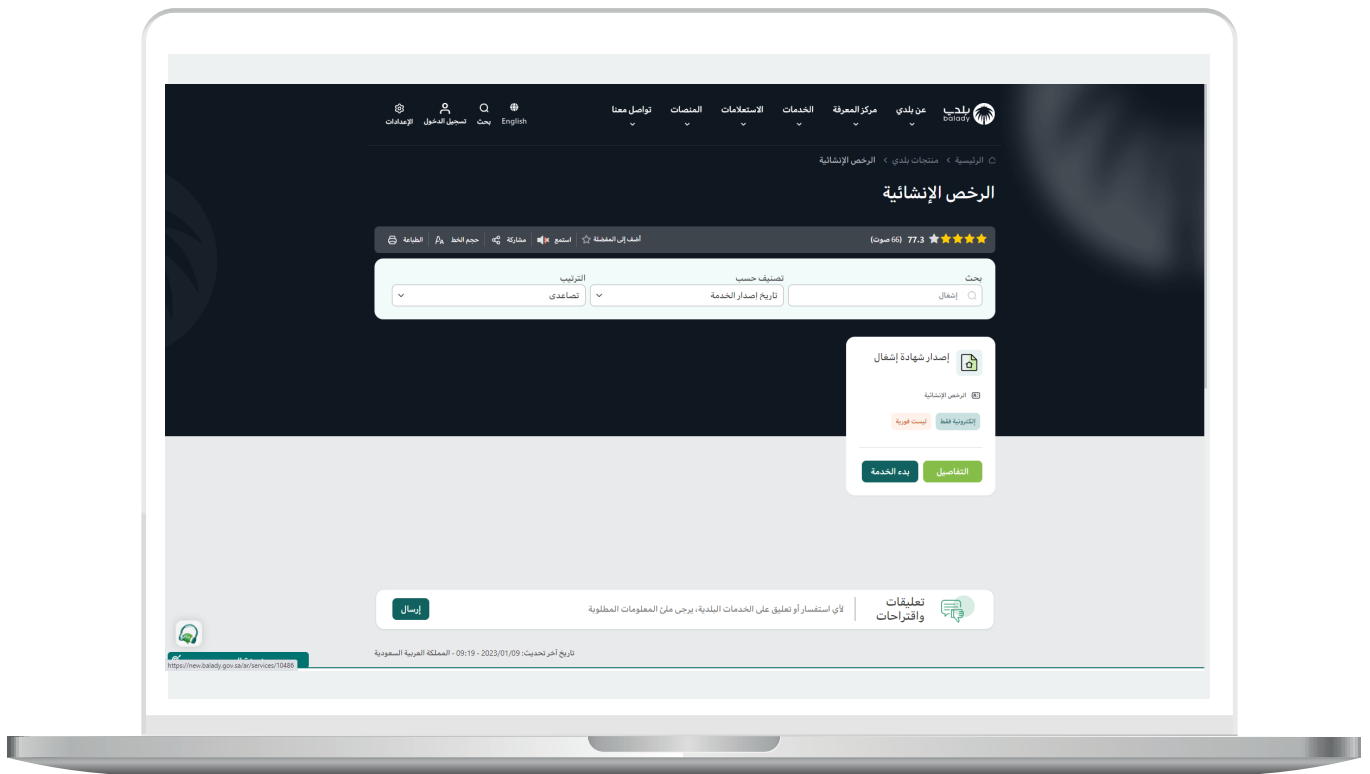 بلدي
balady
عن بلدي
مركز المعرفة
الخدمات
الاستعلامات
المنصات
تواصل معنا
English
بحث
تسجيل الدخول
الإعدادات
الرئيسية > منتجات بلدي > الرخص الإنشائية
الرخص الإنشائية
77.3 (66 صوت)
أضف إلى المفضلة
استمع
مشاركة
حجم الخط
الطباعة
بحث
تصنيف حسب
الترتيب
إشغال
تاريخ إصدار الخدمة
تصاعدى
إصدار شهادة إشغال
الرخص الإنشائية
إلكترونية فقط
ليست فورية
التفاصيل
بدء الخدمة
تعليقات
واقتراحات
لأي استفسار أو تعليق على الخدمات البلدية، يرجى ملئ المعلومات المطلوبة
إرسال
تاريخ آخر تحديث: 2023/01/09 - 09:19 - المملكة العربية السعودية
https://new.balady.gov.sa/ar/services/10486